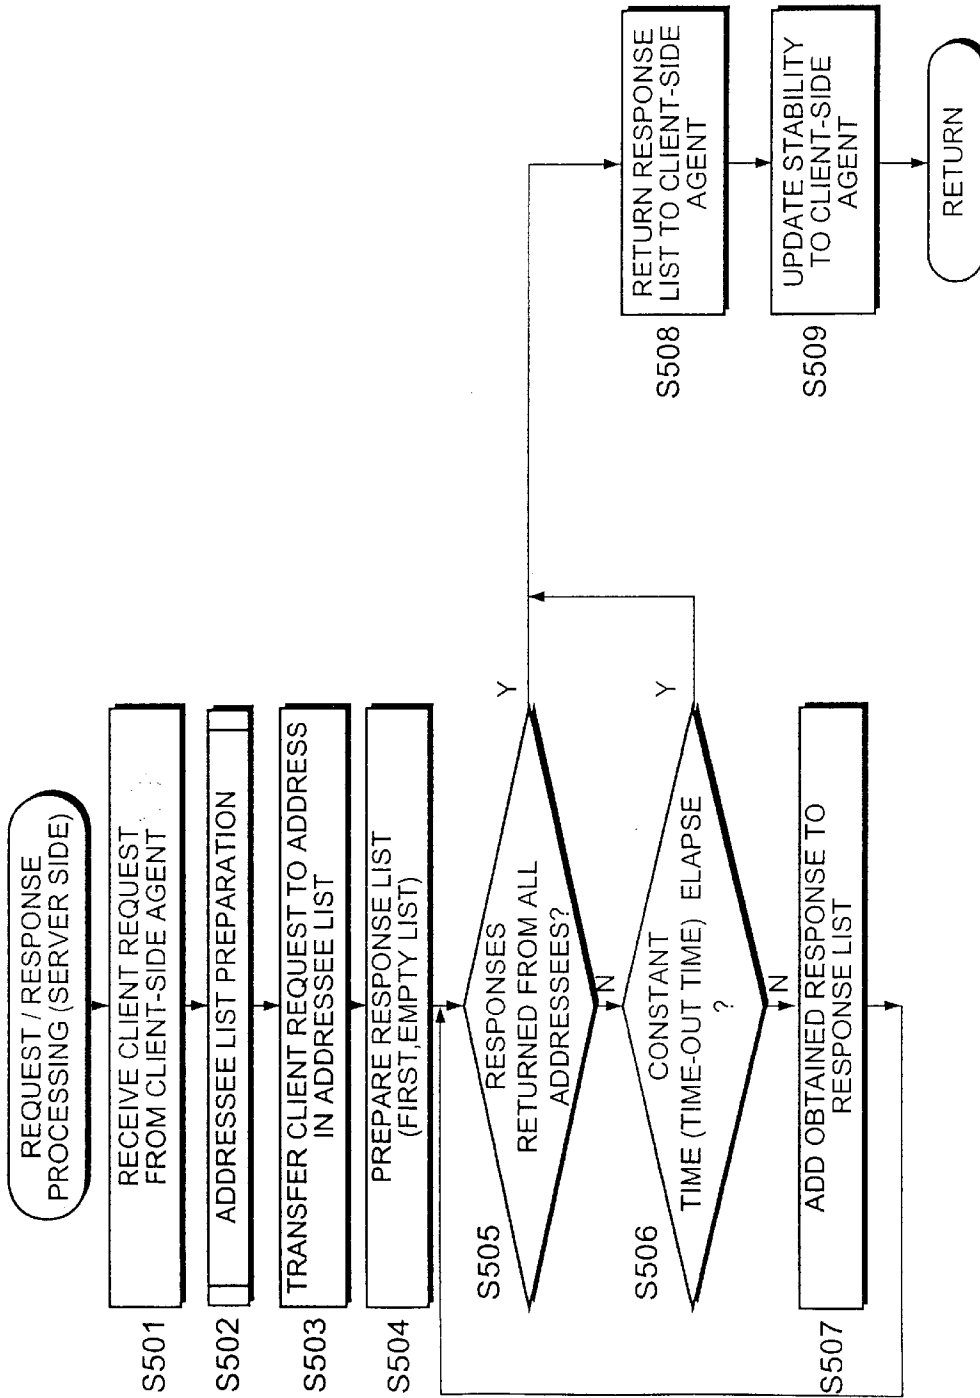 REQUEST / RESPONSE
PROCESSING (SERVER SIDE)
S501
RECEIVE CLIENT REQUEST
FROM CLIENT-SIDE AGENT
S502
ADDRESSEE LIST PREPARATION
S503
TRANSFER CLIENT REQUEST TO ADDRESS
IN ADDRESSEE LIST
S504
PREPARE RESPONSE LIST
(FIRST,EMPTY LIST)
S505
RESPONSES
RETURNED FROM ALL
ADDRESSEES?
Y
N
S506
CONSTANT
TIME (TIME-OUT TIME) ELAPSE
?
Y
N
S507
ADD OBTAINED RESPONSE TO
RESPONSE LIST
S508
RETURN RESPONSE
LIST TO CLIENT-SIDE
AGENT
S509
UPDATE STABILITY
TO CLIENT-SIDE
AGENT
RETURN